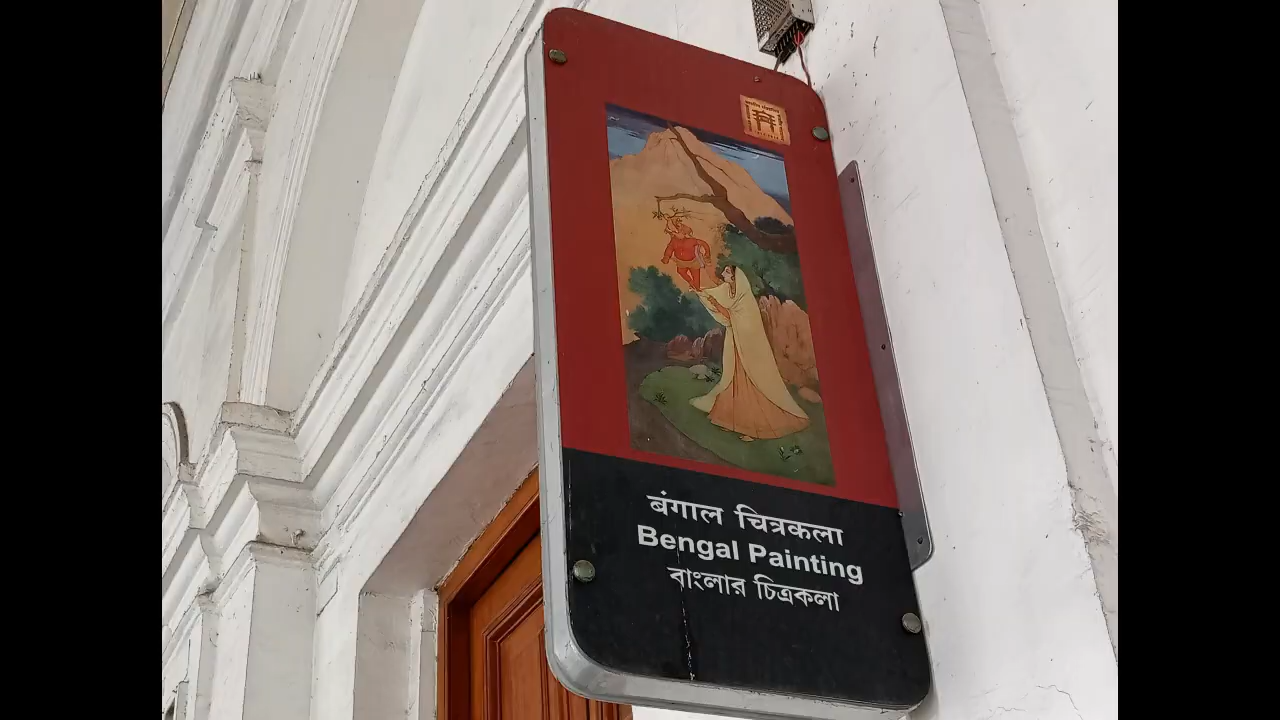 बंगाल चित्रकला
Bengal Painting
বাংলার চিত্রকলা